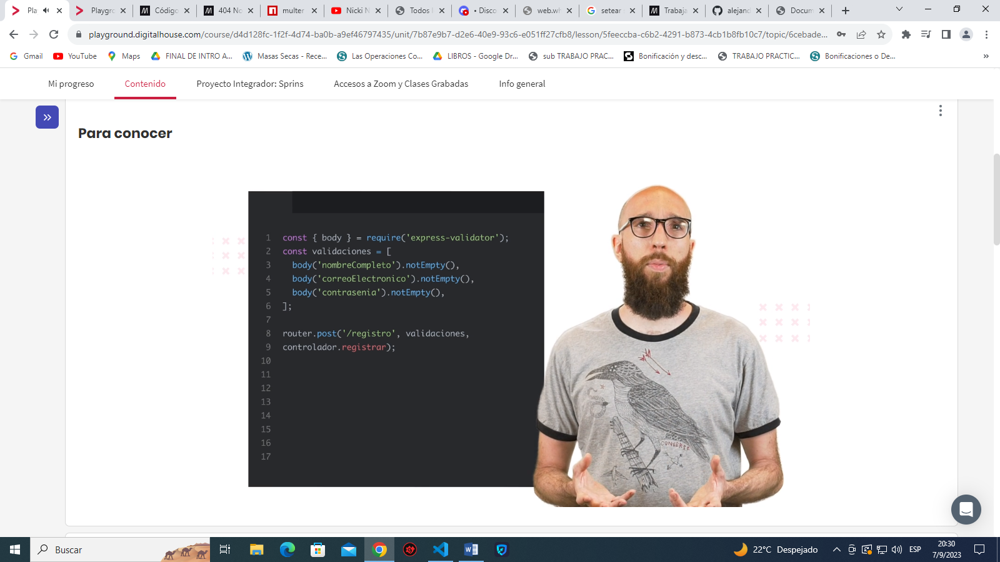 Pla
Playgro
Código
404 No
multer
Nicki N
Todos l
• Disco
web.wh
setear
Trabaja
alejand
Docum
playground.digitalhouse.com/course/d4d128fc-1f2f-4d74-ba0b-a9ef46797435/unit/7b87e9b7-d2e6-40e9-93c6-e051ff27cfb8/lesson/5feeccba-c6b2-4291-b873-4cb1b8fb10c7/topic/6cebade...
Gmail
YouTube
Maps
FINAL DE INTRO A...
Masas Secas - Rece...
Las Operaciones Co...
LIBROS - Google Dr...
sub TRABAJO PRAC...
Bonificación y desc...
TRABAJO PRACTIC...
Bonificaciones o De...
»
Mi progreso
Contenido
Proyecto Integrador: Sprins
Accesos a Zoom y Clases Grabadas
Info general
Para conocer
1 const { body } = require('express-validator');
2 const validaciones = [
3 body('nombreCompleto').notEmpty(),
4 body('correoElectronico').notEmpty(),
5 body('contrasenia').notEmpty(),
6 ];
7
8 router.post('/registro', validaciones,
9 controlador.registrar);
10
11
12
13
14
15
16
17
CONVERSE
Buscar
22°C Despejado
ESP
20:30
7/9/2023